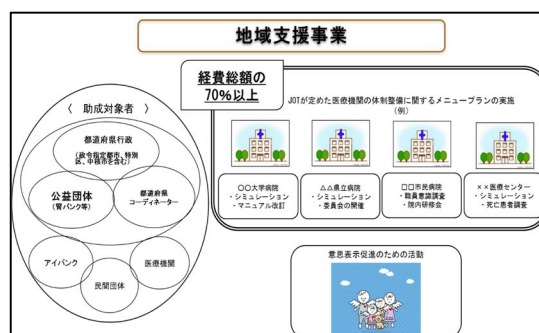 地域支援事業
経費総額の
70%以上
〈 助成対象者 〉
都道府県行政
(政令指定都市、特別
区、中核市を含む)
公益団体
(腎バンク等)
都道府県
コーディネーター
アイバンク
医療機関
民間団体
JOTが定めた医療機関の体制整備に関するメニュープランの実施
(例)
〇〇大学病院
・シミュレーション
・マニュアル改訂
△△県立病院
・シミュレーション
・委員会の開催
□□市民病院
・職員意識調査
・院内研修会
××医療センター
・シミュレーション
・死亡患者調査
意思表示促進のための活動